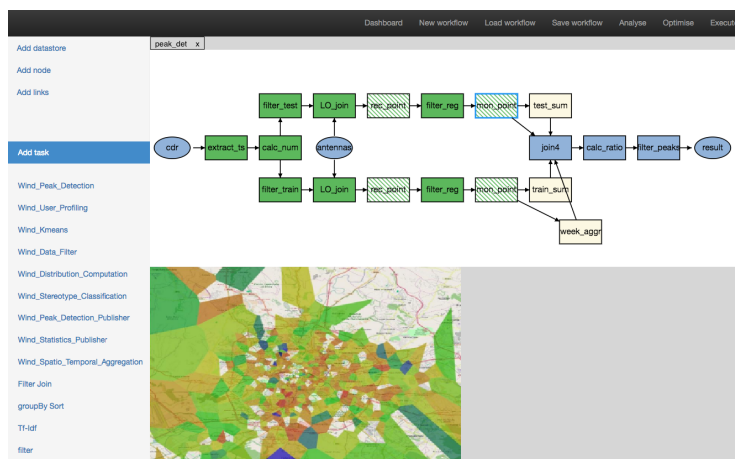 Dashboard New workflow Load workflow Save workflow Analyse Optimise Execut
Add datastore
Add node
Add links
Add task
Wind_Peak_Detection
Wind_User_Profiling
Wind_Kmeans
Wind_Data_Filter
Wind_Distribution_Computation
Wind_Stereotype_Classification
Wind_Peak_Detection_Publisher
Wind_Statistics_Publisher
Wind_Spatio_Temporal_Aggregation
Filter Join
groupBy Sort
Tf-Idf
filter
peak_det x
filter_test LO_join rec_point filter_reg mon_point test_sum
cdr extract_ts calc_num antennas join4 calc_ratio filter_peaks result
filter_train LO_join rec_point filter_reg mon_point train_sum
week_aggr